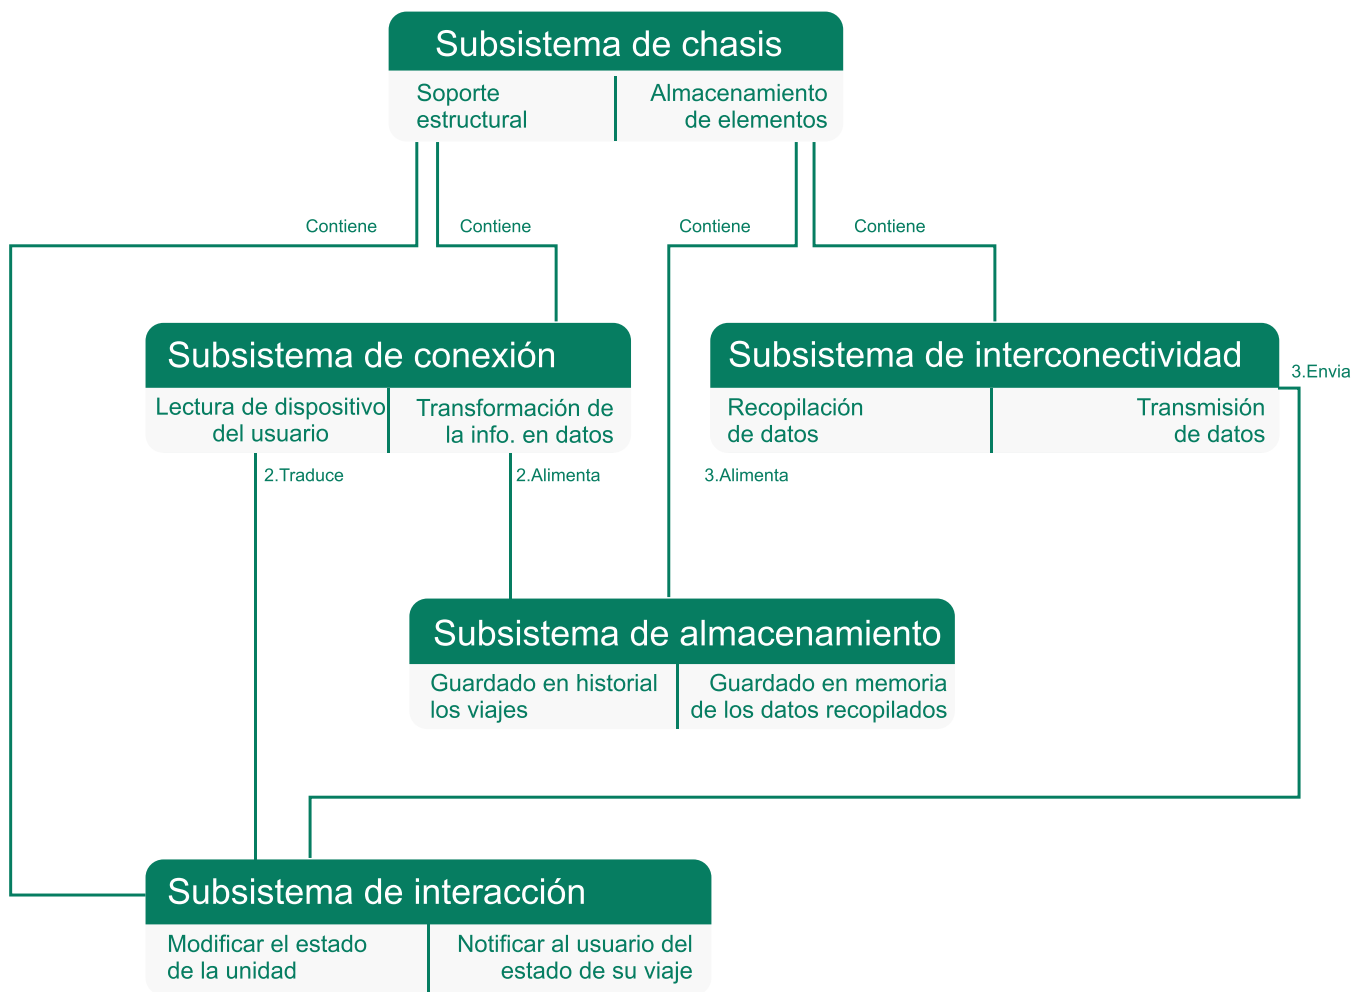 Subsistema de chasis
Soporte
estructural
Almacenamiento
de elementos
Contiene
Contiene
Contiene
Contiene
Subsistema de conexión
Lectura de dispositivo
del usuario
Transformación de
la info. en datos
Subsistema de interconectividad
Recopilación
de datos
Transmisión
de datos
3.Envia
2.Traduce
2.Alimenta
3.Alimenta
Subsistema de almacenamiento
Guardado en historial
los viajes
Guardado en memoria
de los datos recopilados
Subsistema de interacción
Modificar el estado
de la unidad
Notificar al usuario del
estado de su viaje